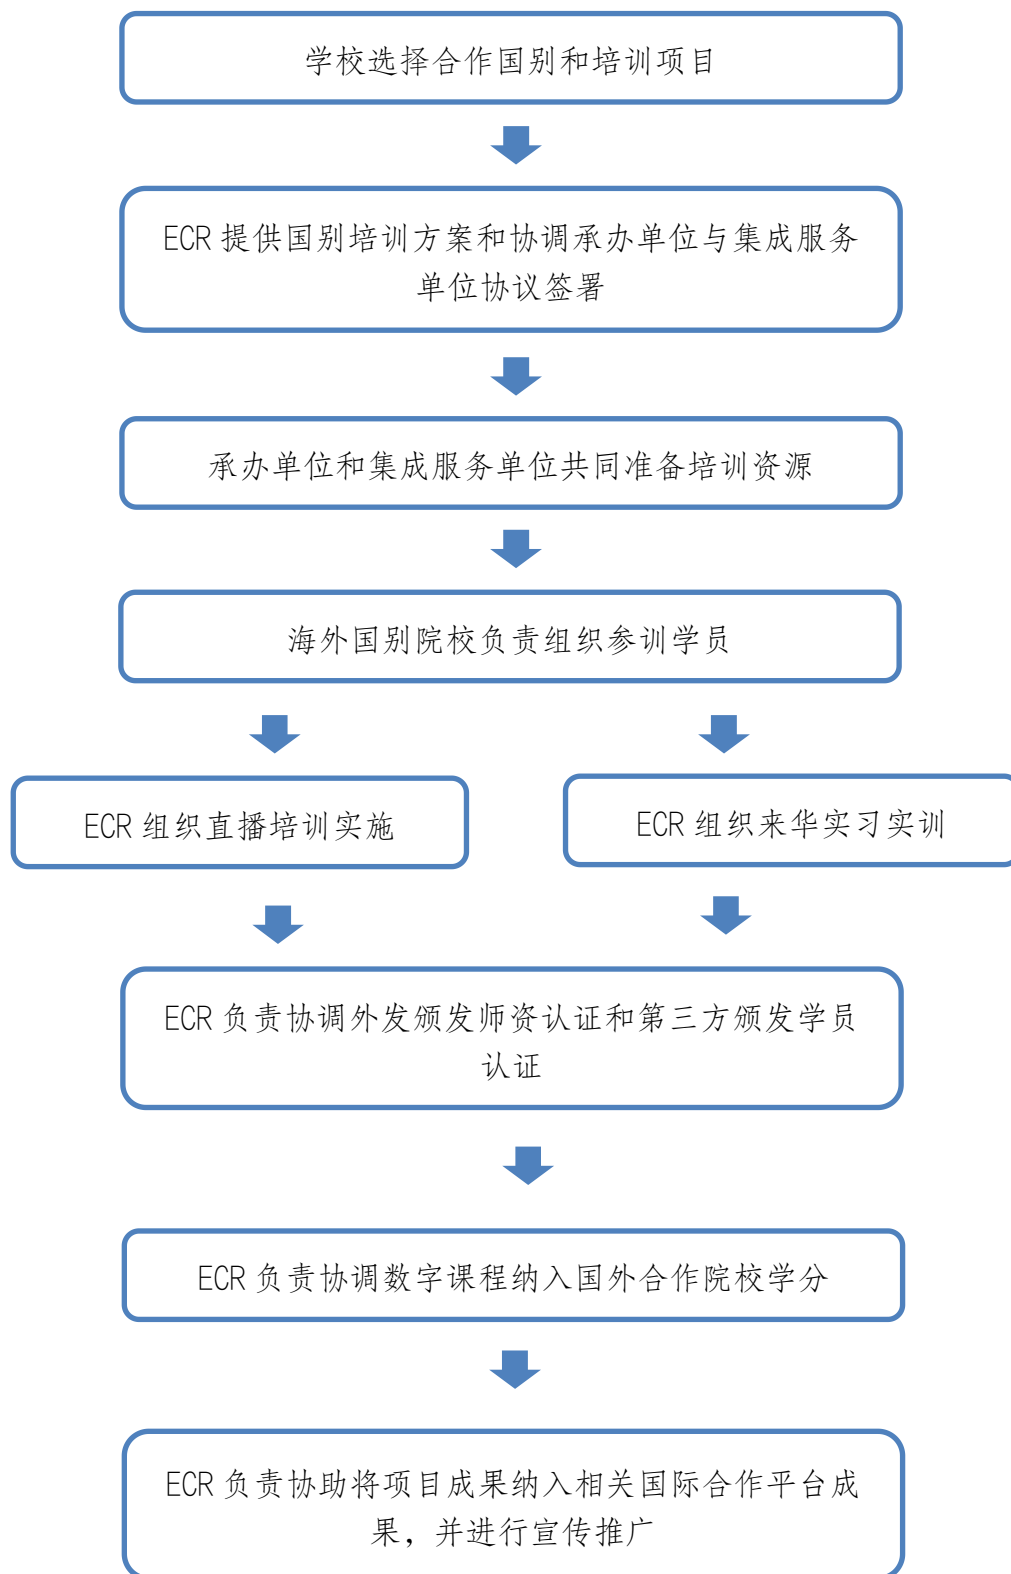 学校选择合作国别和培训项目
ECR 提供国别培训方案和协调承办单位与集成服务
单位协议签署
承办单位和集成服务单位共同准备培训资源
海外国别院校负责组织参训学员
ECR 组织直播培训实施
ECR 组织来华实习实训
ECR 负责协调外发颁发师资认证和第三方颁发学员
认证
ECR 负责协调数字课程纳入国外合作院校学分
ECR 负责协助将项目成果纳入相关国际合作平台成
果，并进行宣传推广